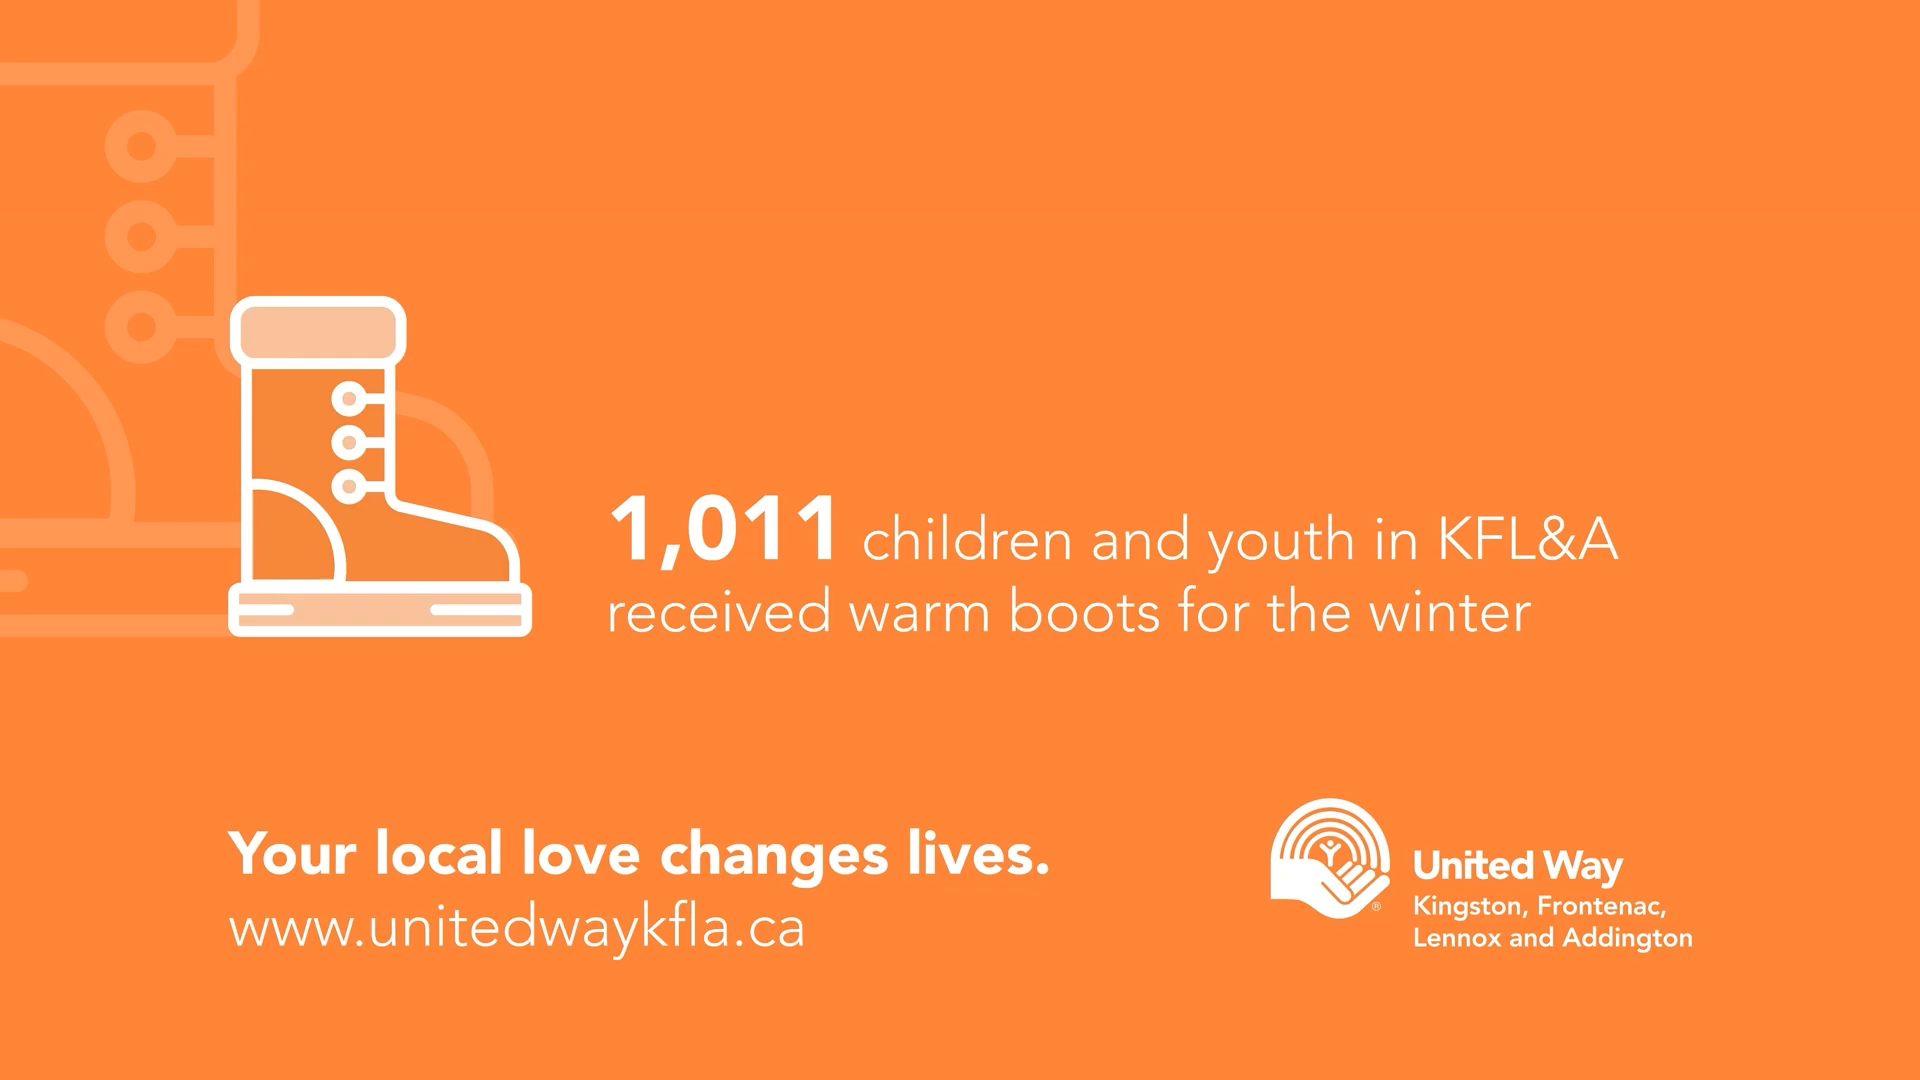 1,011 children and youth in KFL&A
received warm boots for the winter
Your local love changes lives.
www.unitedwaykfla.ca
United Way
Kingston, Frontenac,
Lennox and Addington
®